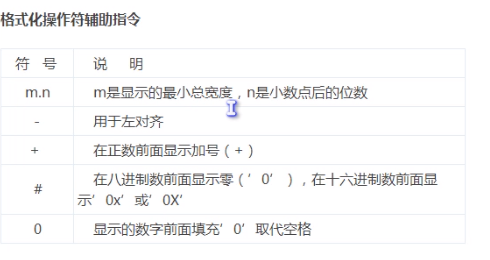 格式化操作符辅助指令
符 号 说 明
m.n m是显示的最小总宽度，n是小数点后的位数
- 用于左对齐
+ 在正数前面显示加号（+）
# 在八进制数前面显示零（'0'），在十六进制数前面显
示'0x'或'0X'
0 显示的数字前面填充'0'取代空格